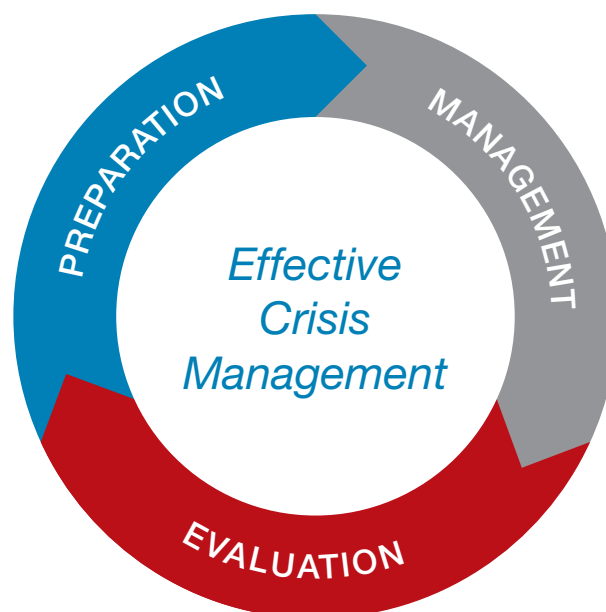 PREPARATION
MANAGEMENT
Effective
Crisis
Management
EVALUATION